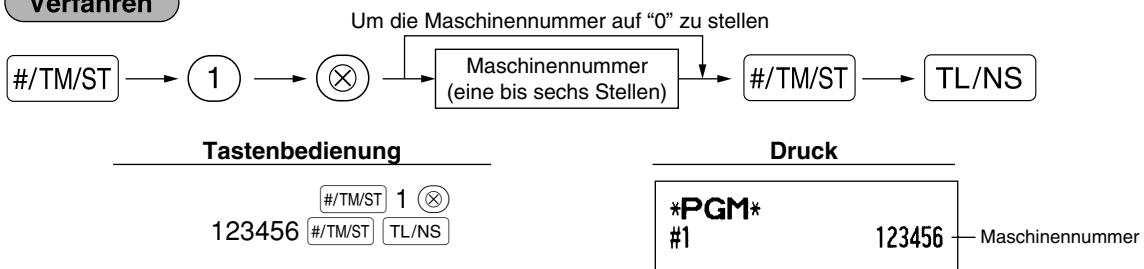 Verfahren
Um die Maschinennummer auf “0” zu stellen
#/TM/ST 1 ⊗ Maschinennummer (eine bis sechs Stellen) #/TM/ST TL/NS
Tastenbedienung
#/TM/ST 1 ⊗
123456 #/TM/ST TL/NS
Druck
*PGM*
#1 123456 Maschinennummer